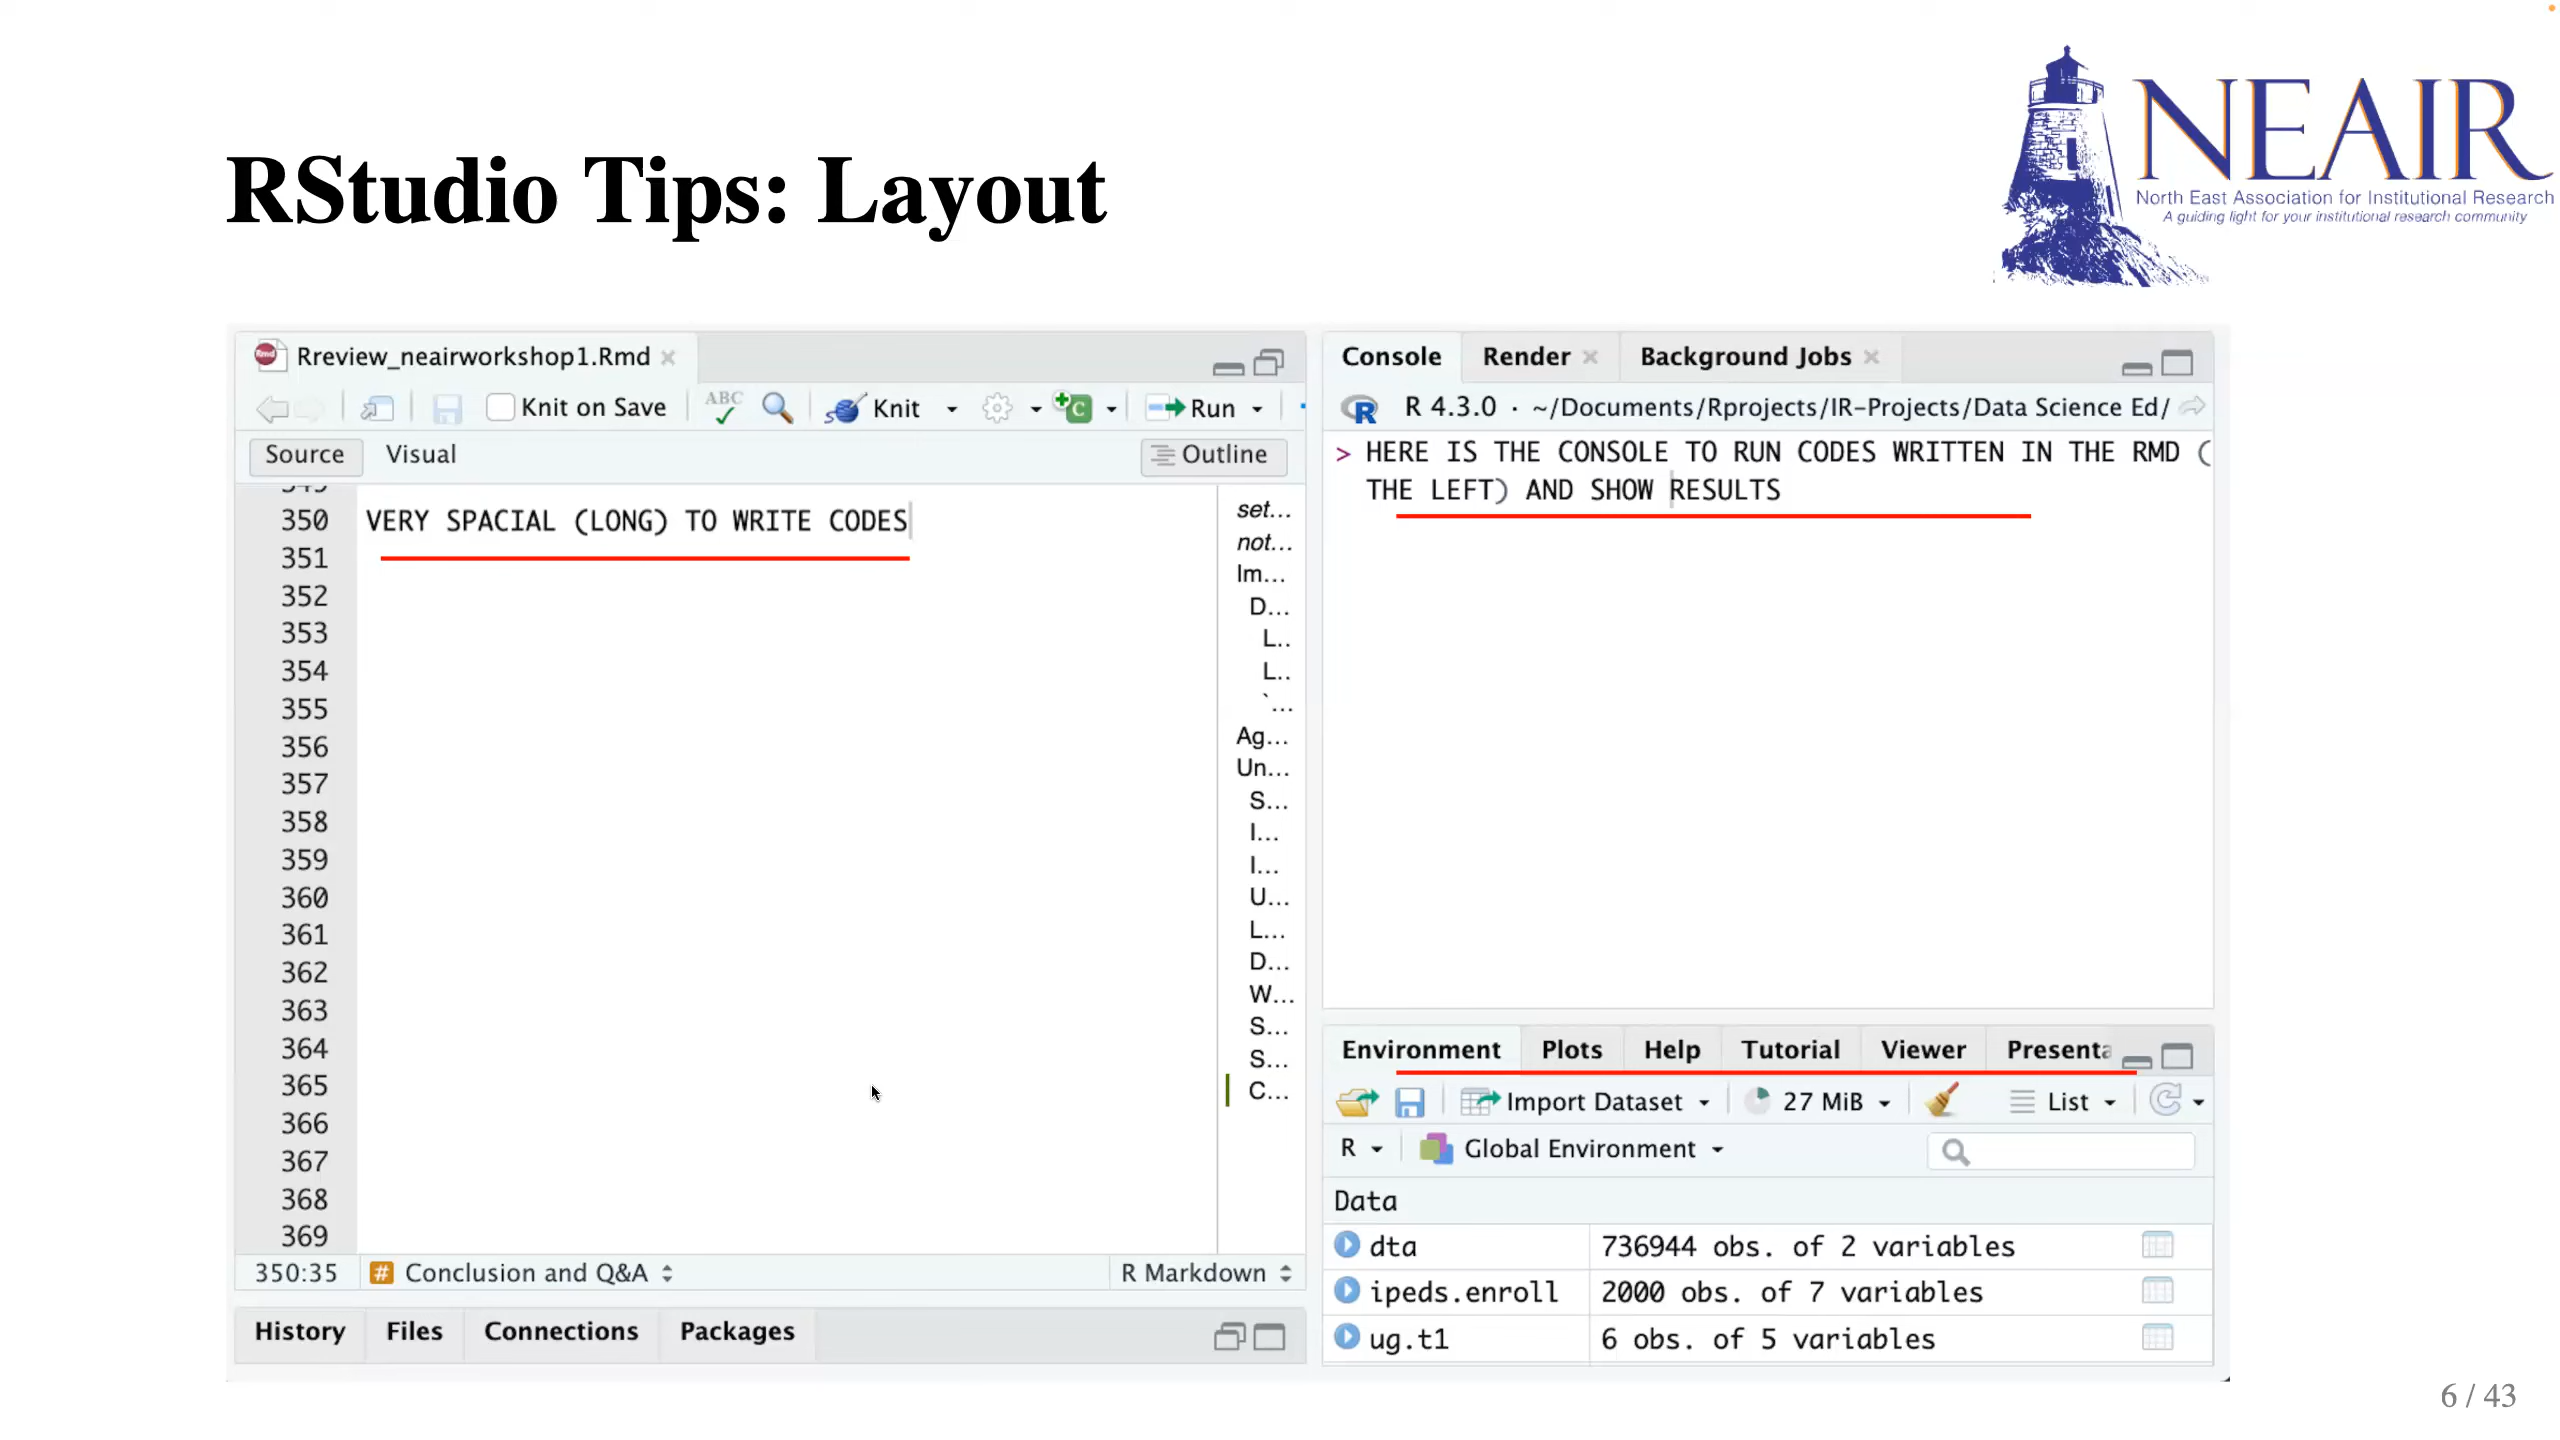 NEAIR
North East Association for Institutional Research
A guiding light for your institutional research community
RStudio Tips: Layout
Rreview_neairworkshop1.Rmd
Knit on Save
ABC
Knit
Run
Source
Visual
Outline
349
350
VERY SPACIAL (LONG) TO WRITE CODES
351
352
353
354
355
356
357
358
359
360
361
362
363
364
365
366
367
368
369
set...
not...
Im...
D...
L..
L..
`...
Ag...
Un...
S...
I...
I...
U...
L...
D...
W...
S...
S...
C...
350:35
# Conclusion and Q&A
R Markdown
History Files Connections Packages
Console Render Background Jobs
R 4.3.0 · ~/Documents/Rprojects/IR-Projects/Data Science Ed/
> HERE IS THE CONSOLE TO RUN CODES WRITTEN IN THE RMD (
THE LEFT) AND SHOW RESULTS
Environment Plots Help Tutorial Viewer Presenta
Import Dataset 27 MiB List
R Global Environment
Data
dta 736944 obs. of 2 variables
ipeds.enroll 2000 obs. of 7 variables
ug.t1 6 obs. of 5 variables
6 / 43